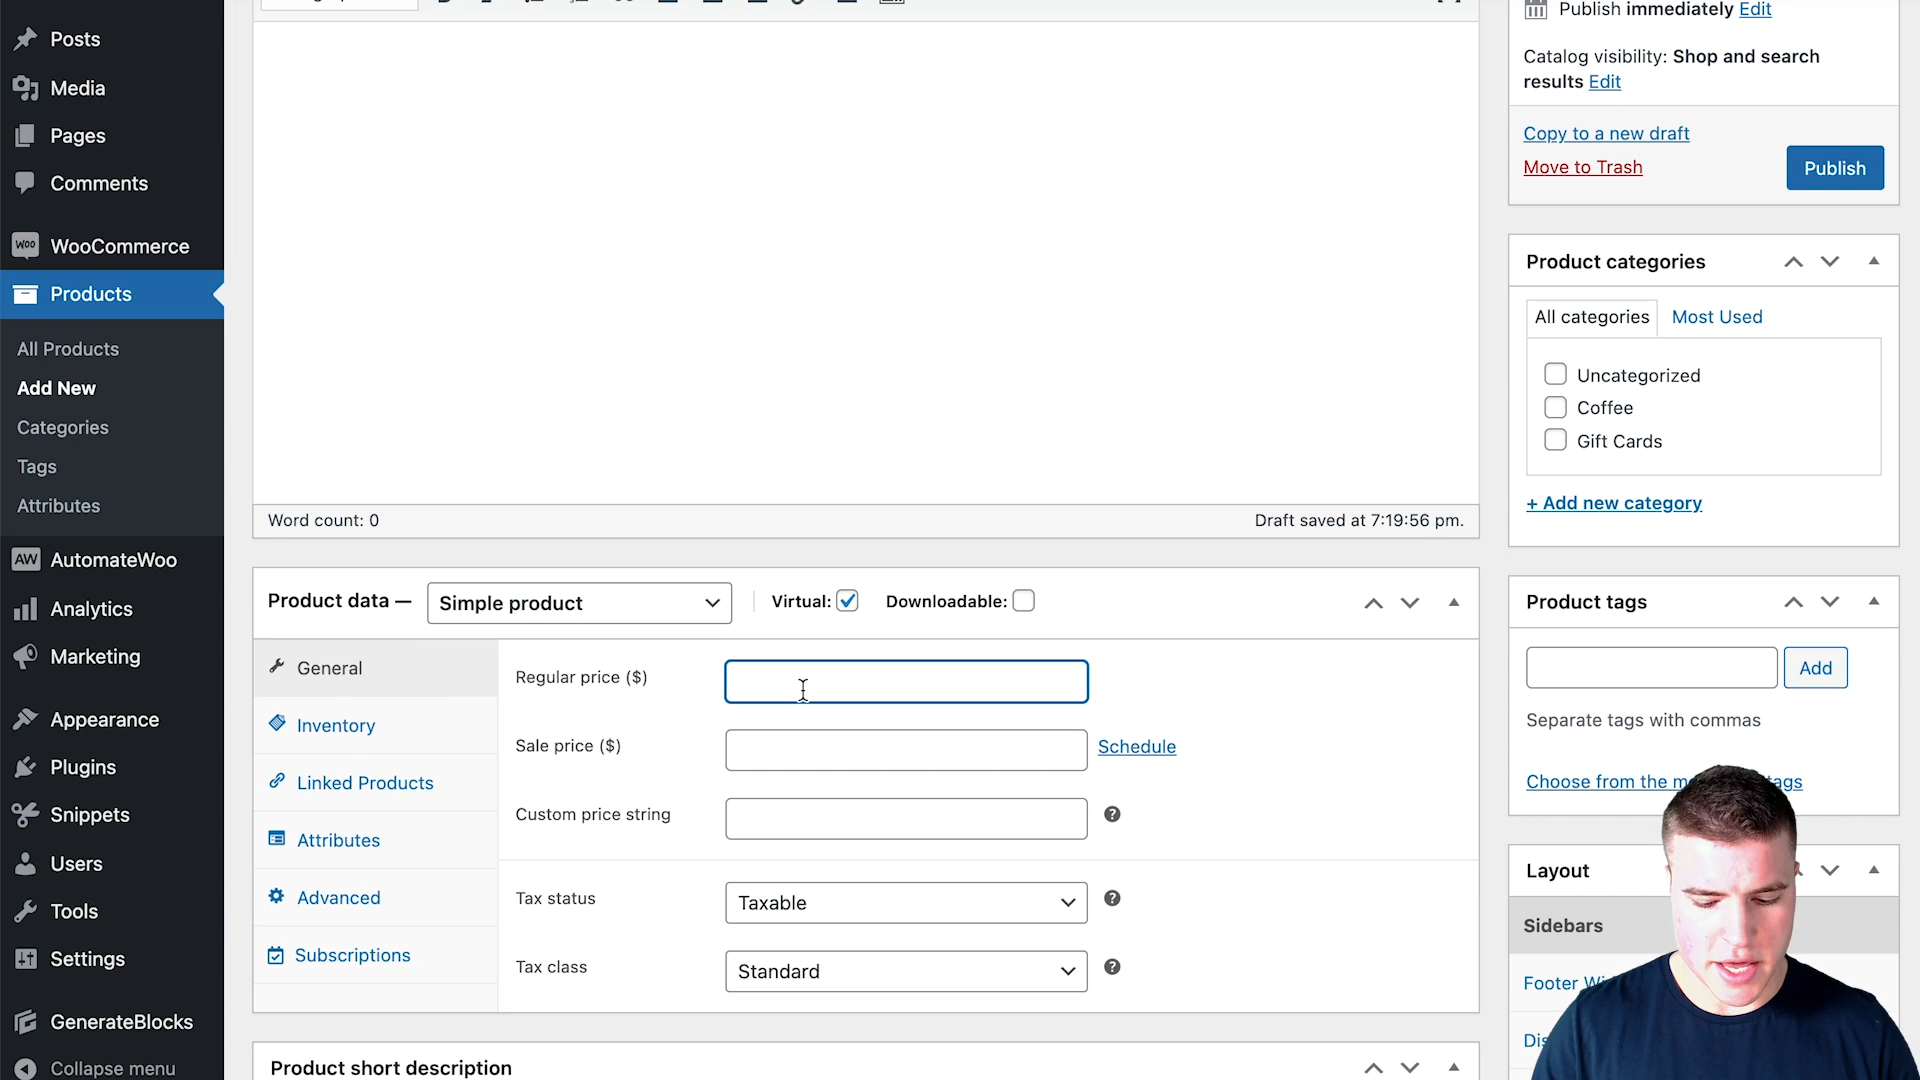 Posts
Media
Pages
Comments
WOO WooCommerce
Products
All Products
Add New
Categories
Tags
Attributes
AW AutomateWoo
Analytics
Marketing
Appearance
Plugins
Snippets
Users
Tools
Settings
GenerateBlocks
Collapse menu
Word count: 0
Draft saved at 7:19:56 pm.
Product data —
Simple product
Virtual:
Downloadable:
General
Inventory
Linked Products
Attributes
Advanced
Subscriptions
Regular price ($)
Sale price ($)
Schedule
Custom price string
Tax status
Taxable
Tax class
Standard
Product short description
Publish immediately Edit
Catalog visibility: Shop and search
results Edit
Copy to a new draft
Move to Trash
Publish
Product categories
All categories
Most Used
Uncategorized
Coffee
Gift Cards
+ Add new category
Product tags
Add
Separate tags with commas
Choose from the
Layout
Sidebars
Footer